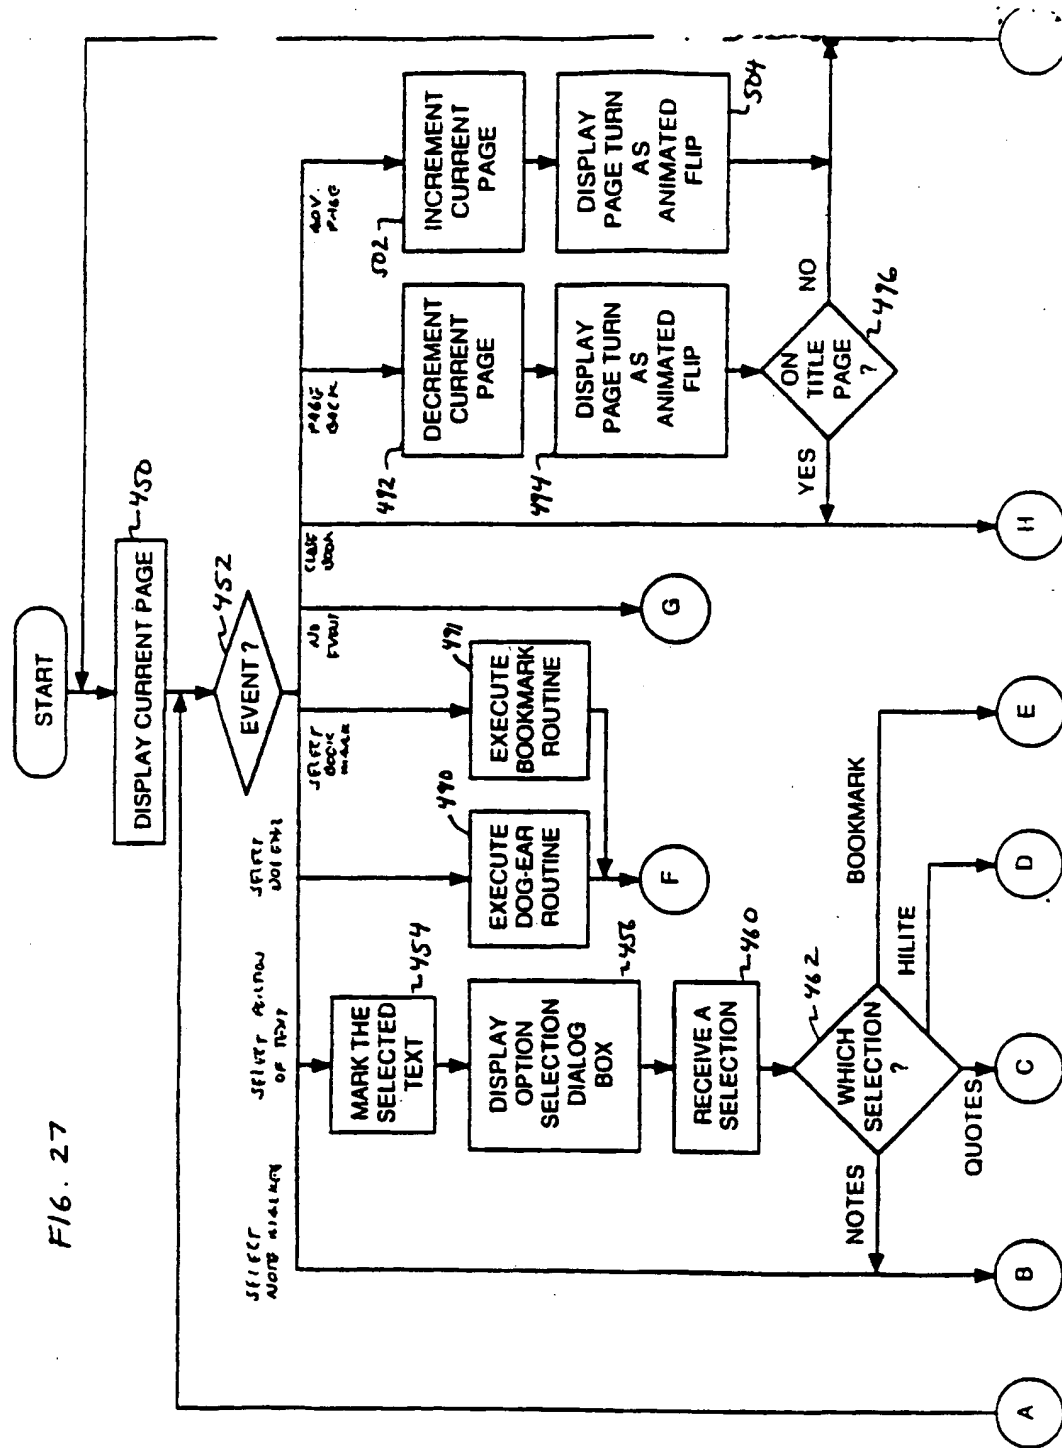 FIG. 27
START
DISPLAY CURRENT PAGE
450
EVENT ?
452
SELECT
NOTE MARKER
SELECT PORTION
OF TEXT
SELECT
DOG EAR
SELECT
BOOK
MARK
NO
EVENT
CLOSE
BOOK
PAGE
BACK
ADV.
PAGE
MARK THE
SELECTED
TEXT
454
DISPLAY
OPTION
SELECTION
DIALOG
BOX
456
RECEIVE A
SELECTION
460
WHICH
SELECTION
?
462
NOTES
QUOTES
HILITE
BOOKMARK
490
EXECUTE
DOG-EAR
ROUTINE
491
EXECUTE
BOOKMARK
ROUTINE
492
DECREMENT
CURRENT
PAGE
494
DISPLAY
PAGE TURN
AS
ANIMATED
FLIP
ON
TITLE
PAGE
?
496
YES
NO
502
INCREMENT
CURRENT
PAGE
DISPLAY
PAGE TURN
AS
ANIMATED
FLIP
504
F
G
A
B
C
D
E
H